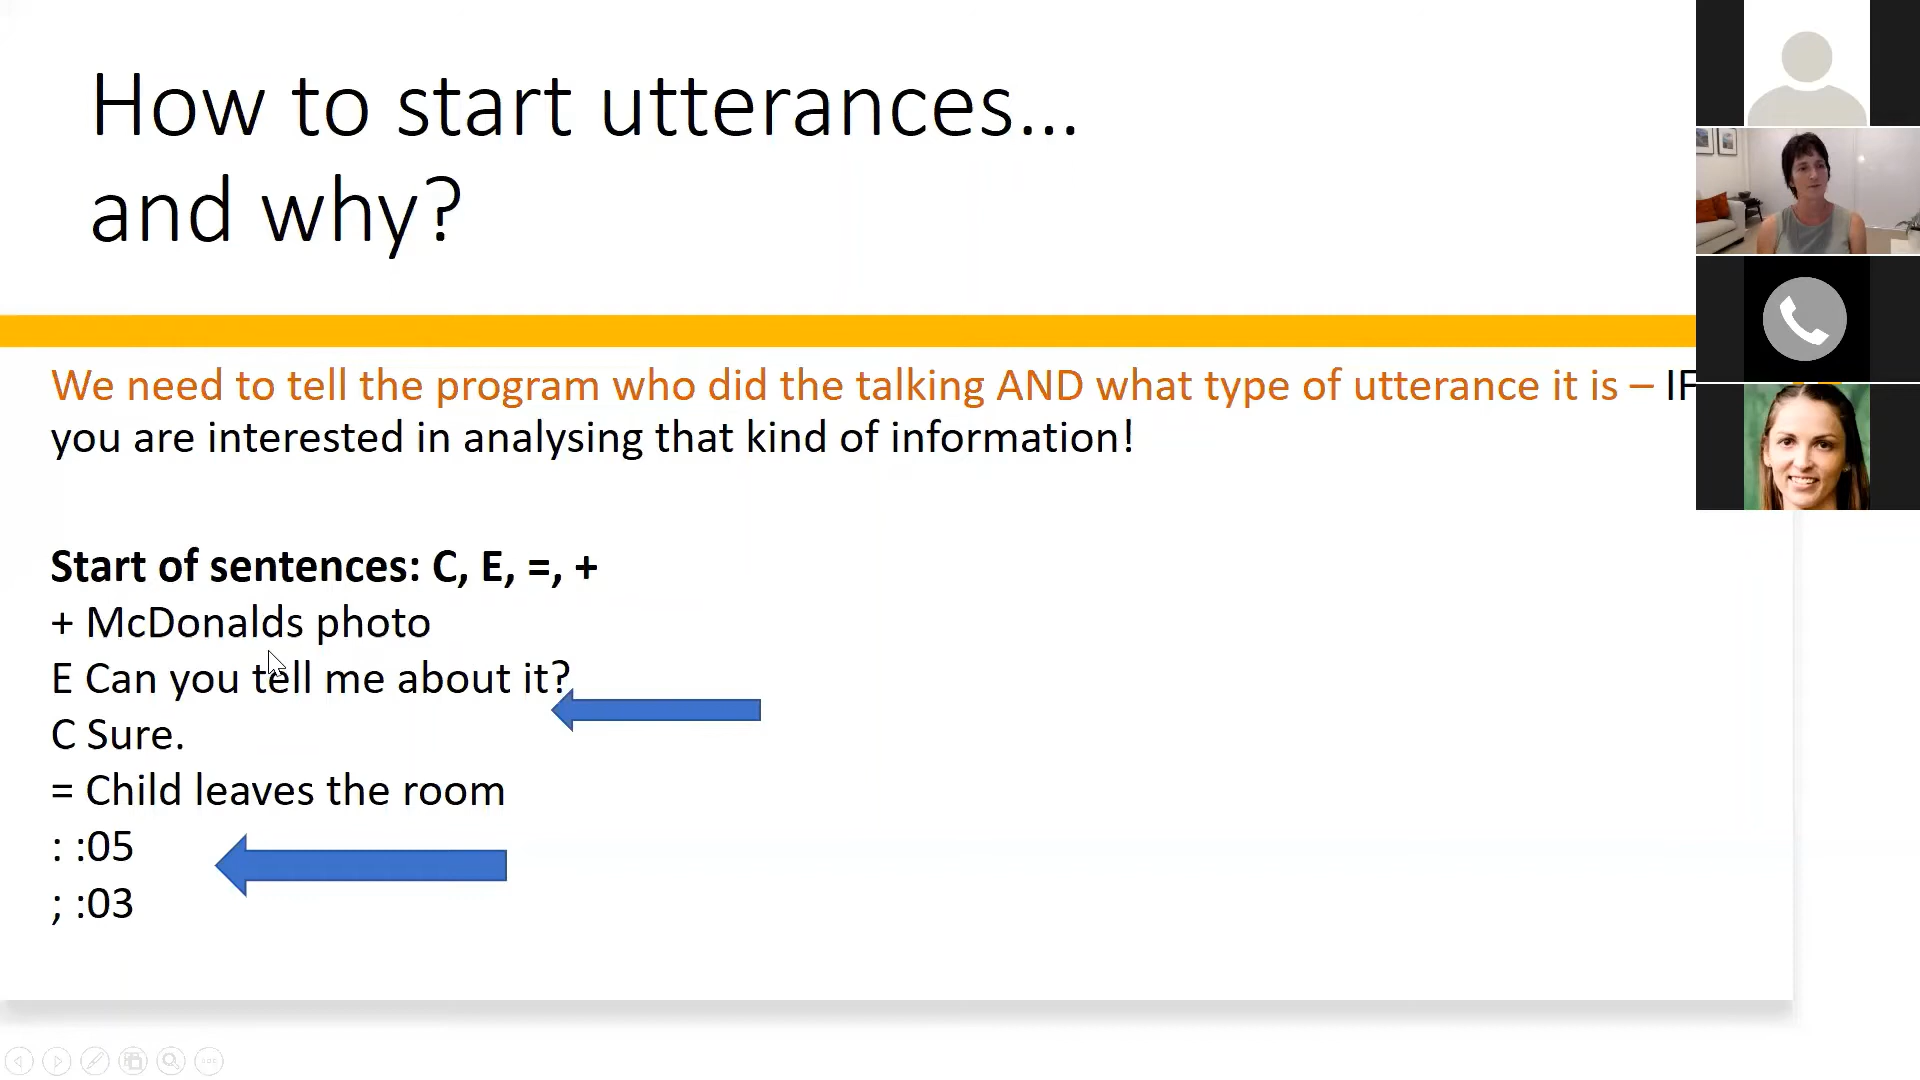 How to start utterances…
and why?
We need to tell the program who did the talking AND what type of utterance it is – IF
you are interested in analysing that kind of information!
Start of sentences: C, E, =, +
+ McDonalds photo
E Can you tell me about it?
C Sure.
= Child leaves the room
: :05
; :03